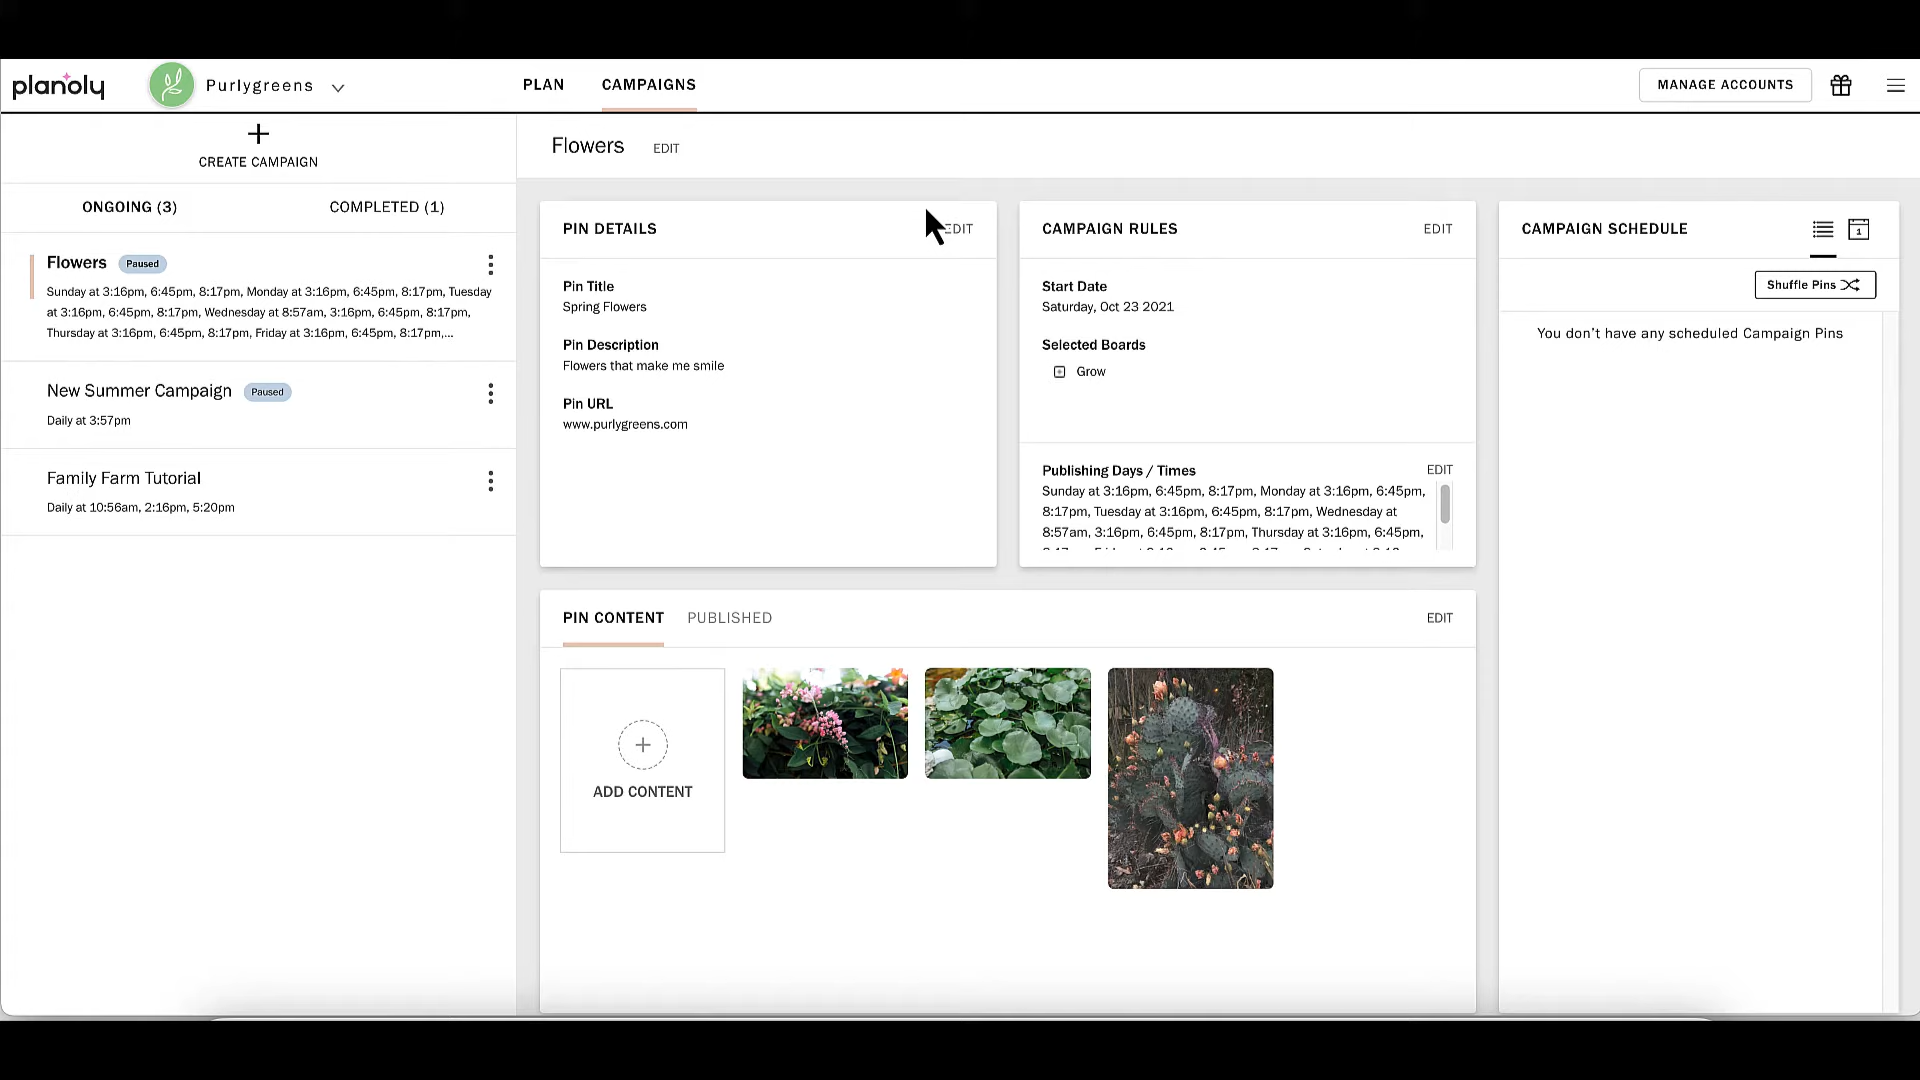 planoly
Purlygreens
PLAN
CAMPAIGNS
MANAGE ACCOUNTS
CREATE CAMPAIGN
ONGOING (3)
COMPLETED (1)
Flowers
Paused
Sunday at 3:16pm, 6:45pm, 8:17pm, Monday at 3:16pm, 6:45pm, 8:17pm, Tuesday
at 3:16pm, 6:45pm, 8:17pm, Wednesday at 8:57am, 3:16pm, 6:45pm, 8:17pm,
Thursday at 3:16pm, 6:45pm, 8:17pm, Friday at 3:16pm, 6:45pm, 8:17pm,...
New Summer Campaign
Paused
Daily at 3:57pm
Family Farm Tutorial
Daily at 10:56am, 2:16pm, 5:20pm
Flowers
EDIT
PIN DETAILS
EDIT
Pin Title
Spring Flowers
Pin Description
Flowers that make me smile
Pin URL
www.purlygreens.com
CAMPAIGN RULES
EDIT
Start Date
Saturday, Oct 23 2021
Selected Boards
Grow
Publishing Days / Times
EDIT
Sunday at 3:16pm, 6:45pm, 8:17pm, Monday at 3:16pm, 6:45pm,
8:17pm, Tuesday at 3:16pm, 6:45pm, 8:17pm, Wednesday at
8:57am, 3:16pm, 6:45pm, 8:17pm, Thursday at 3:16pm, 6:45pm,
PIN CONTENT
PUBLISHED
EDIT
ADD CONTENT
CAMPAIGN SCHEDULE
1
Shuffle Pins
You don't have any scheduled Campaign Pins